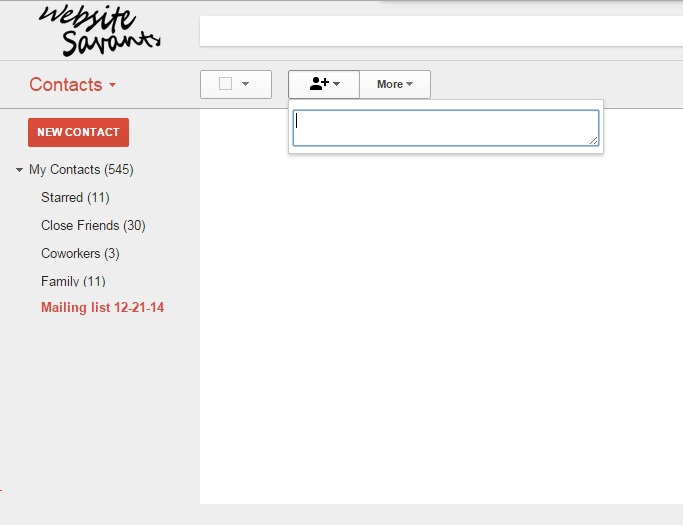 Website
Savants
Contacts
More
NEW CONTACT
My Contacts (545)
Starred (11)
Close Friends (30)
Coworkers (3)
Family (11)
Mailing list 12-21-14